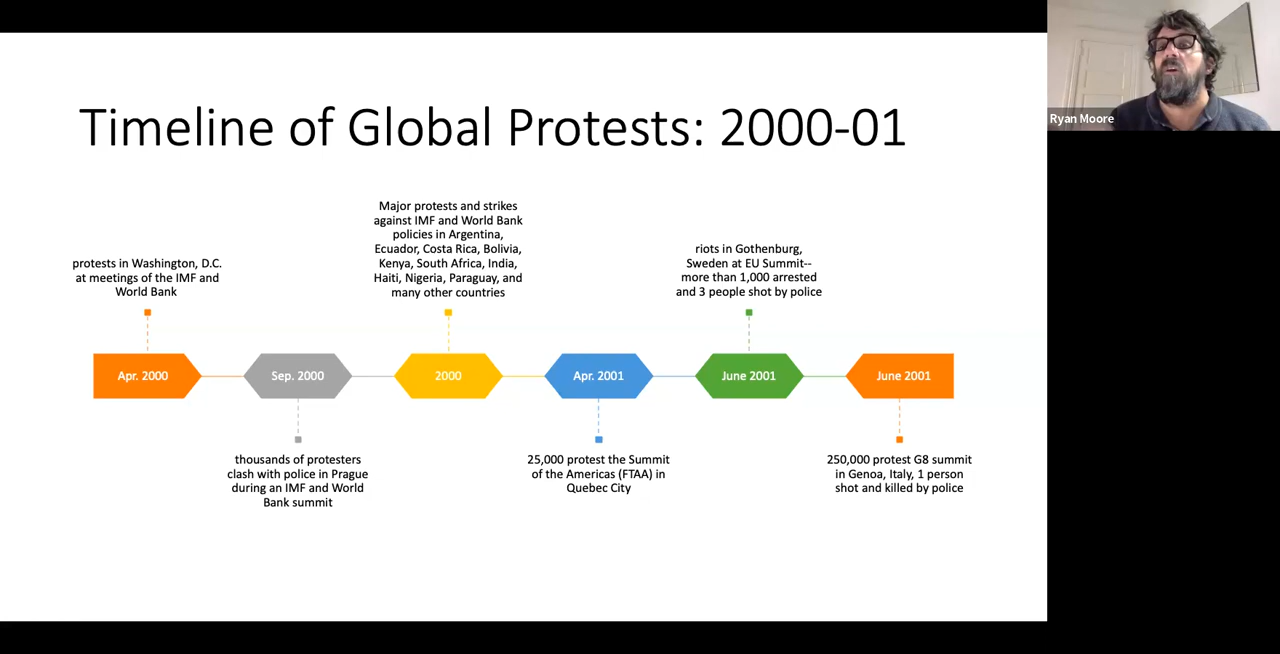 Timeline of Global Protests: 2000-01
Ryan Moore
protests in Washington, D.C.
at meetings of the IMF and
World Bank
Major protests and strikes
against IMF and World Bank
policies in Argentina,
Ecuador, Costa Rica, Bolivia,
Kenya, South Africa, India,
Haiti, Nigeria, Paraguay, and
many other countries
riots in Gothenburg,
Sweden at EU Summit--
more than 1,000 arrested
and 3 people shot by police
Apr. 2000
Sep. 2000
2000
Apr. 2001
June 2001
June 2001
thousands of protesters
clash with police in Prague
during an IMF and World
Bank summit
25,000 protest the Summit
of the Americas (FTAA) in
Quebec City
250,000 protest G8 summit
in Genoa, Italy, 1 person
shot and killed by police